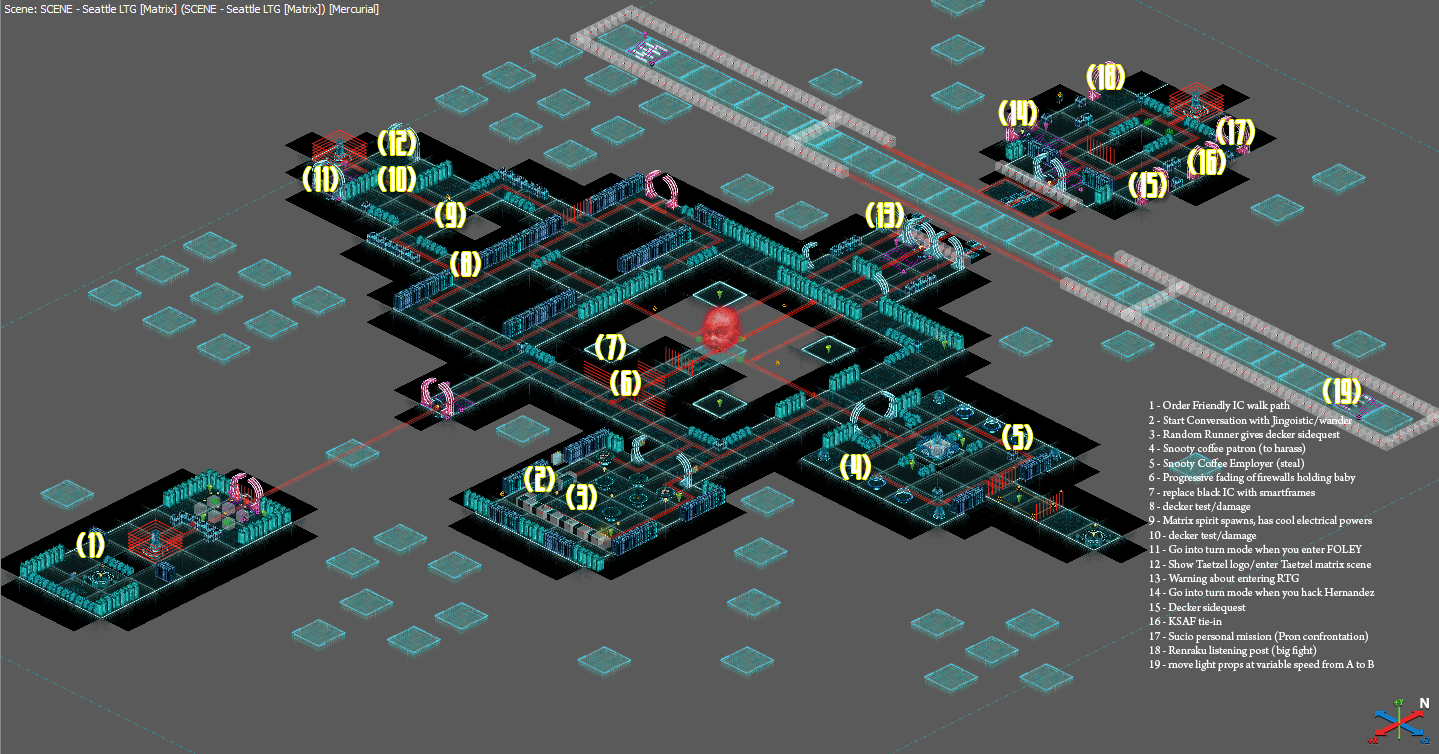 Scene: SCENE - Seattle LTG [Matrix] (SCENE - Seattle LTG [Matrix]) [Mercurial]
(18)
(14)
(17)
(12)
(16)
(11) (10)
(15)
(9)
(13)
(8)
(7)
(6)
(19)
(5)
(4)
(2)
(3)
(1)
1 - Order Friendly IC walk path
2 - Start Conversation with Jingoistic/wander
3 - Random Runner gives decker sidequest
4 - Snooty coffee patron (to harass)
5 - Snooty Coffee Employer (steal)
6 - Progressive fading of firewalls holding baby
7 - replace black IC with smartframes
8 - decker test/damage
9 - Matrix spirit spawns, has cool electrical powers
10 - decker test/damage
11 - Go into turn mode when you enter FOLEY
12 - Show Taetzel logo/enter Taetzel matrix scene
13 - Warning about entering RTG
14 - Go into turn mode when you hack Hernandez
15 - Decker sidequest
16 - KSAF tie-in
17 - Sucio personal mission (Pron confrontation)
18 - Renraku listening post (big fight)
19 - move light props at variable speed from A to B
+Y
N
+X
+Z